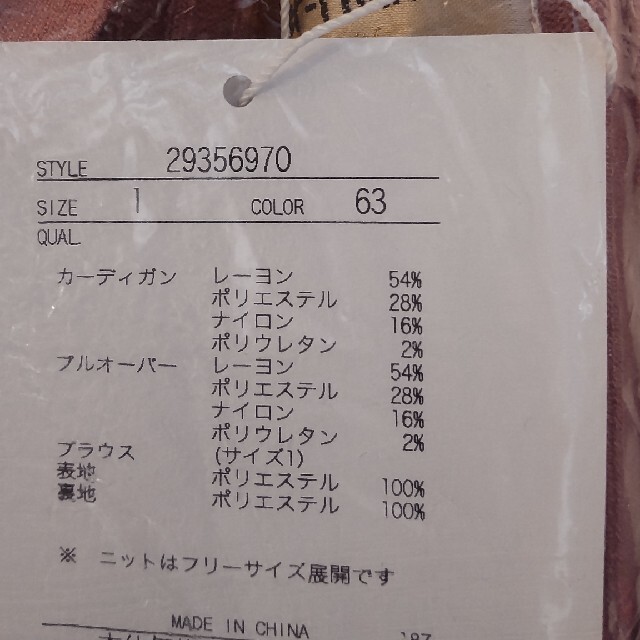 STYLE 29356970
SIZE 1 COLOR 63
QUAL
カーディガン レーヨン 54%
ポリエステル 28%
ナイロン 16%
ポリウレタン 2%
プルオーバー レーヨン 54%
ポリエステル 28%
ナイロン 16%
ポリウレタン 2%
ブラウス (サイズ1)
表地 ポリエステル 100%
裏地 ポリエステル 100%
※ ニットはフリーサイズ展開です
MADE IN CHINA